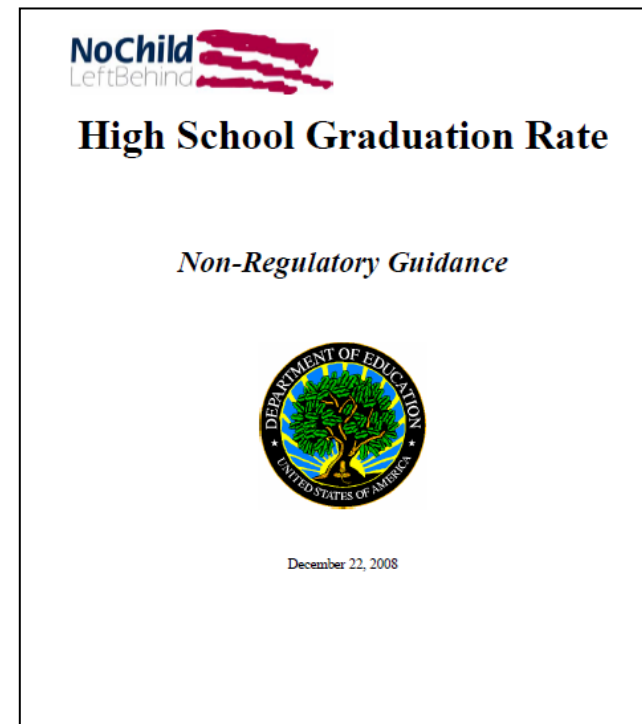 NoChild
LeftBehind
High School Graduation Rate
Non-Regulatory Guidance
DEPARTMENT OF EDUCATION
UNITED STATES OF AMERICA
December 22, 2008